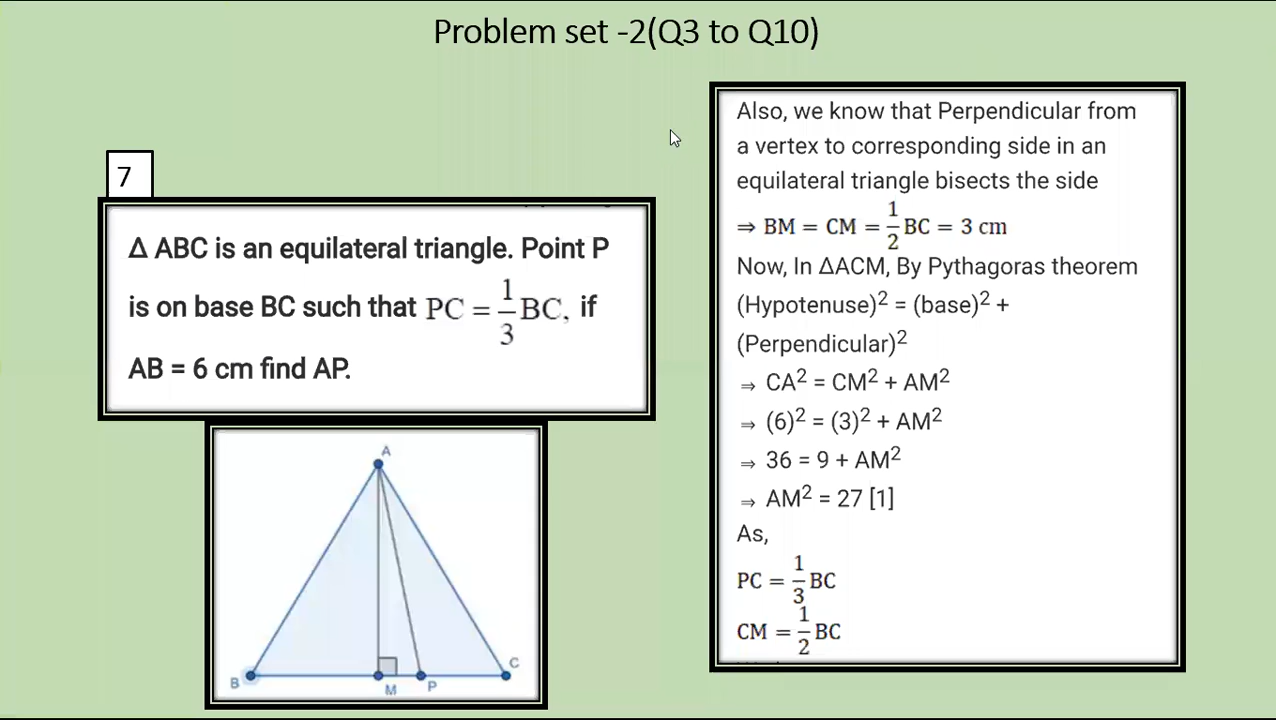 Problem set -2(Q3 to Q10)
7
Δ ABC is an equilateral triangle. Point P
is on base BC such that PC = 1/3 BC, if
AB = 6 cm find AP.
A
B
M
P
C
Also, we know that Perpendicular from
a vertex to corresponding side in an
equilateral triangle bisects the side
⇒ BM = CM = 1/2 BC = 3 cm
Now, In ΔACM, By Pythagoras theorem
(Hypotenuse)² = (base)² +
(Perpendicular)²
⇒ CA² = CM² + AM²
⇒ (6)² = (3)² + AM²
⇒ 36 = 9 + AM²
⇒ AM² = 27 [1]
As,
PC = 1/3 BC
CM = 1/2 BC